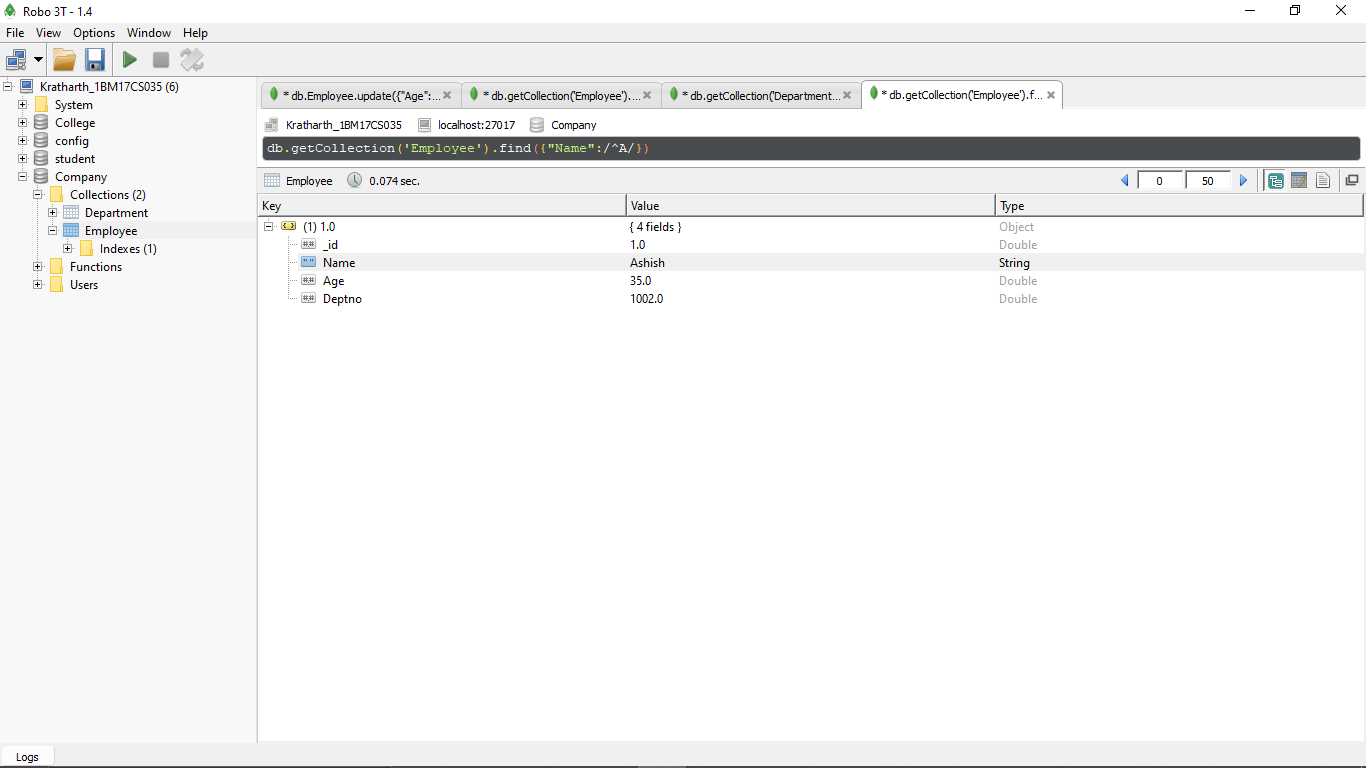 Robo 3T - 1.4
File View Options Window Help
Kratharth_1BM17CS035 (6)
System
College
config
student
Company
Collections (2)
Department
Employee
Indexes (1)
Functions
Users
* db.Employee.update({"Age":... * db.getCollection('Employee').... * db.getCollection('Department... * db.getCollection('Employee').f...
Kratharth_1BM17CS035 localhost:27017 Company
db.getCollection('Employee').find({"Name":/^A/})
Employee 0.074 sec. 0 50
Key Value Type
(1) 1.0 { 4 fields } Object
_id 1.0 Double
Name Ashish String
Age 35.0 Double
Deptno 1002.0 Double
Logs